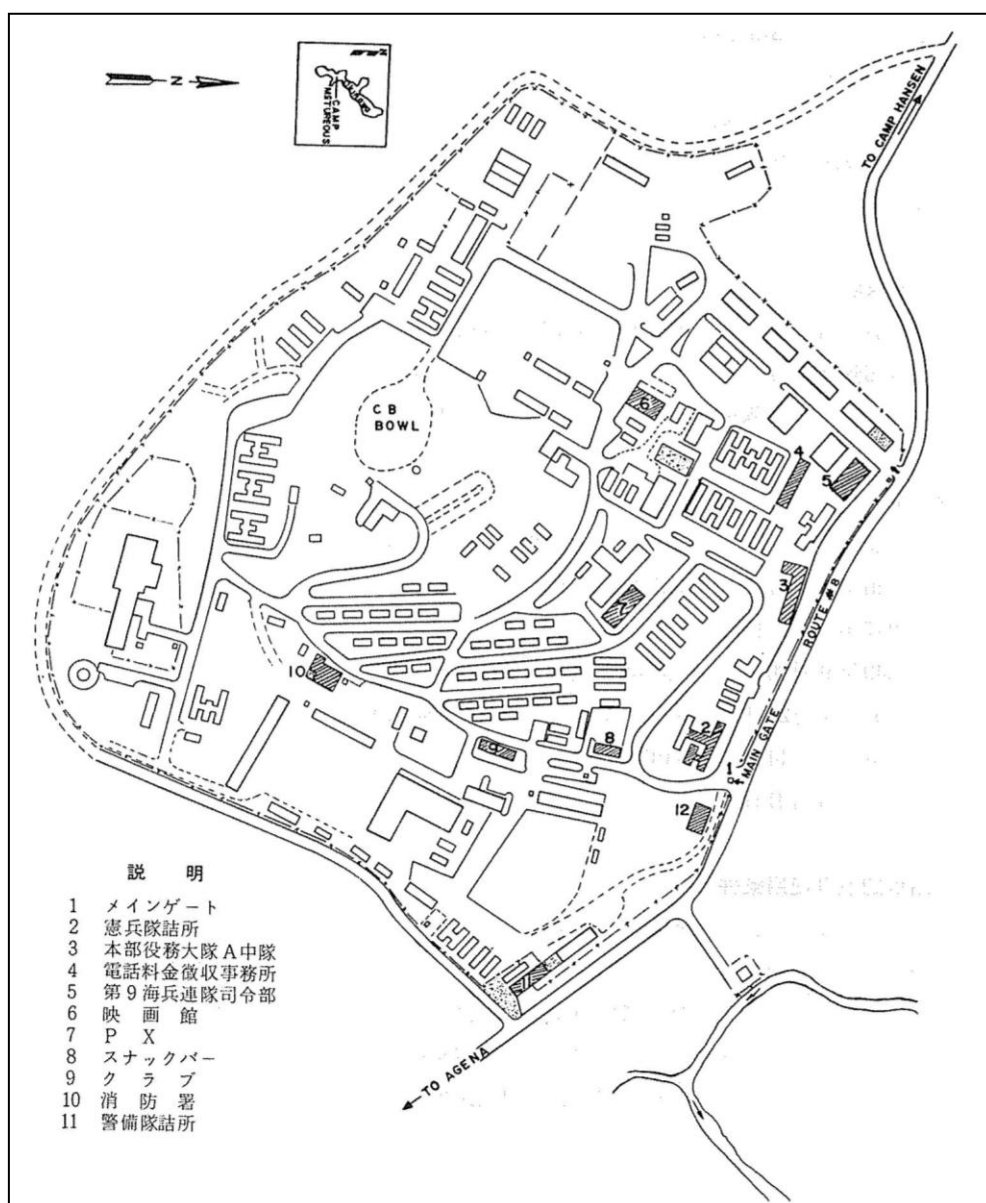 N
OKINAWA
CAMP
MSTUREOUS
TO CAMP HANSEN
C B
BOWL
6
4
5
3
7
ROUTE #8
10
2
8
9
1
MAIN GATE
12
11
TO AGENA
説 明
1 メインゲート
2 憲兵隊詰所
3 本部役務大隊A中隊
4 電話料金徴収事務所
5 第9海兵連隊司令部
6 映画館
7 P X
8 スナックバー
9 クラブ
10 消防署
11 警備隊詰所